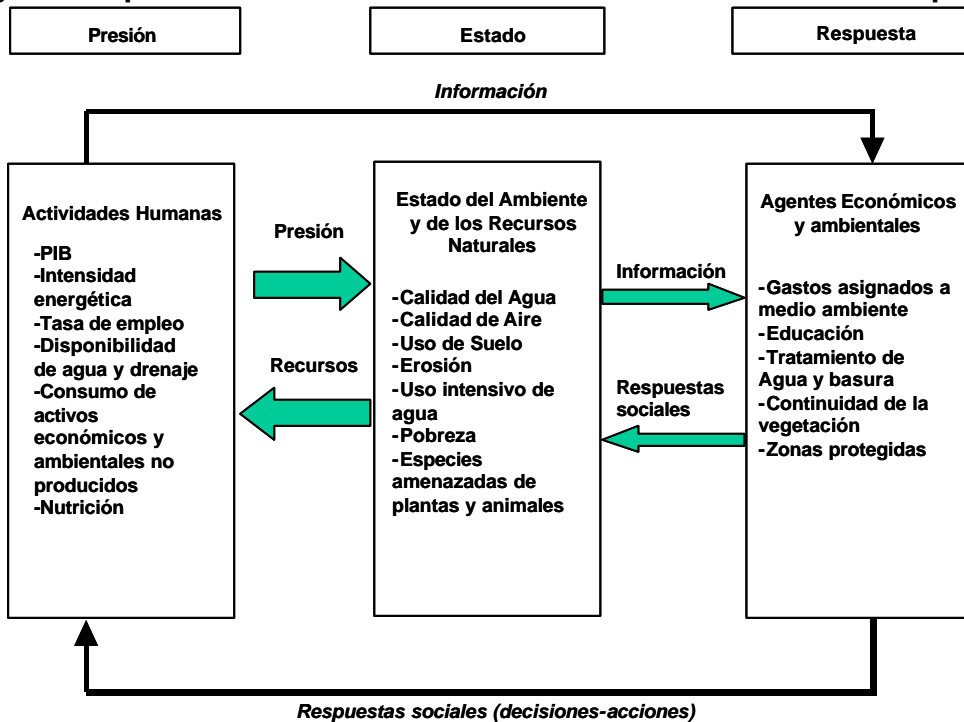 Presión
Estado
Respuesta
Información
Actividades Humanas
-PIB
-Intensidad
energética
-Tasa de empleo
-Disponibilidad
de agua y drenaje
-Consumo de
activos
económicos y
ambientales no
producidos
-Nutrición
Presión
Recursos
Estado del Ambiente
y de los Recursos
Naturales
-Calidad del Agua
-Calidad de Aire
-Uso de Suelo
-Erosión
-Uso intensivo de
agua
-Pobreza
-Especies
amenazadas de
plantas y animales
Información
Respuestas
sociales
Agentes Económicos
y ambientales
-Gastos asignados a
medio ambiente
-Educación
-Tratamiento de
Agua y basura
-Continuidad de la
vegetación
-Zonas protegidas
Respuestas sociales (decisiones-acciones)